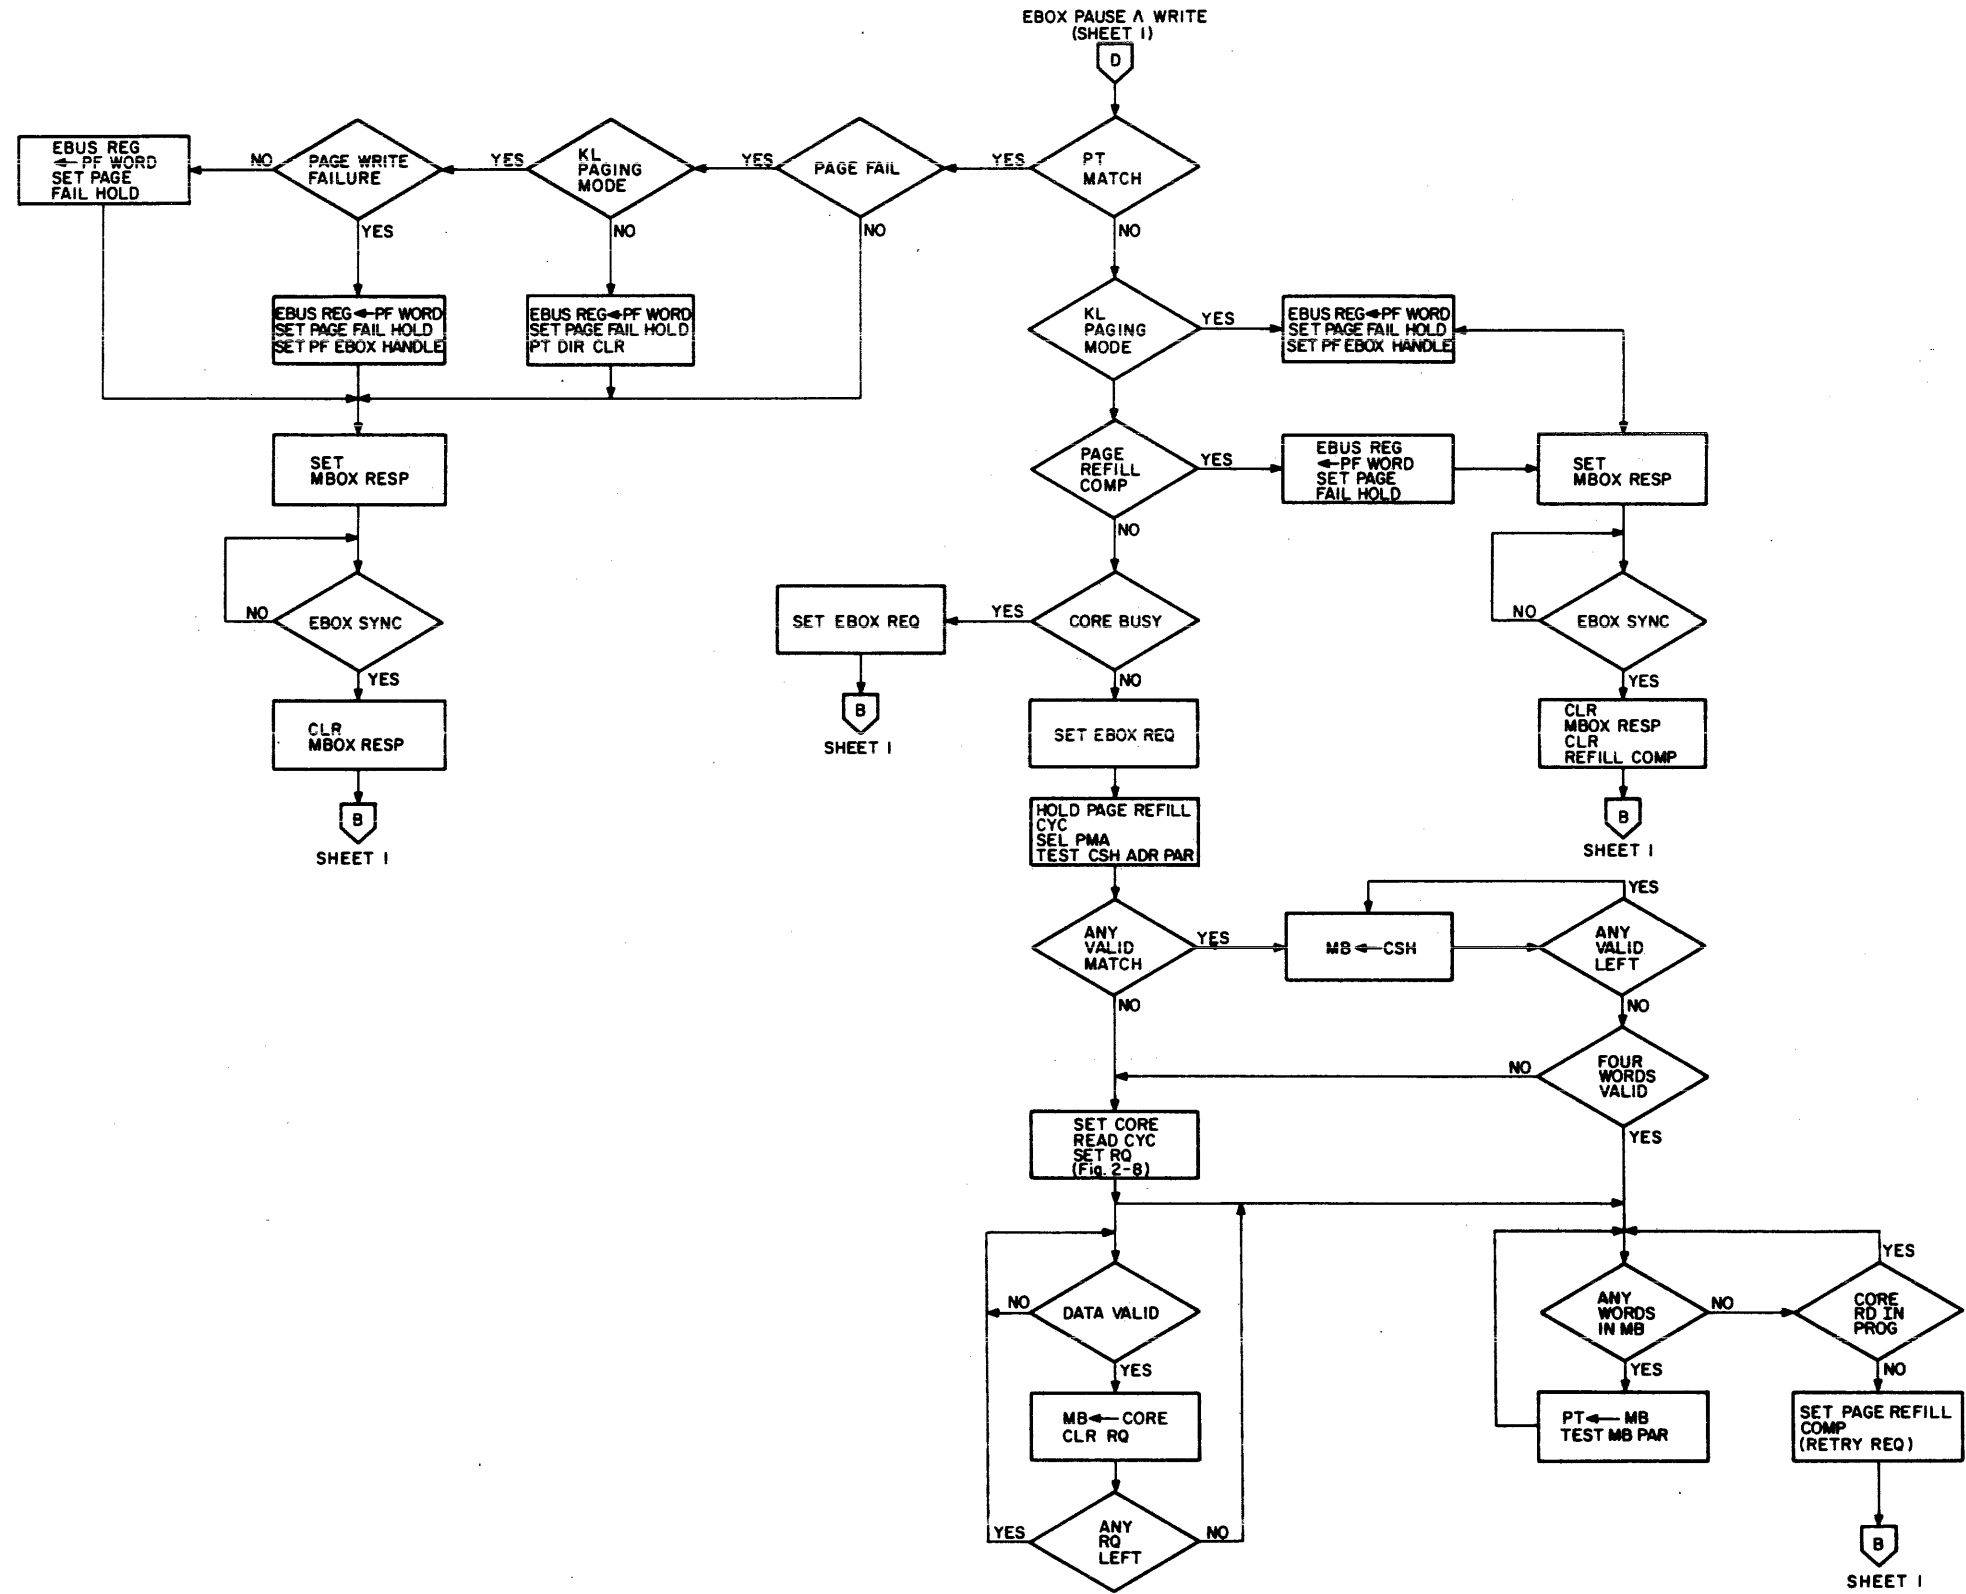 EBOX PAUSE Λ WRITE
(SHEET 1)
D
PT
MATCH
YES
NO
PAGE FAIL
YES
NO
KL
PAGING
MODE
YES
NO
PAGE WRITE
FAILURE
NO
YES
EBUS REG
←PF WORD
SET PAGE
FAIL HOLD
EBUS REG←PF WORD
SET PAGE FAIL HOLD
SET PF EBOX HANDLE
EBUS REG←PF WORD
SET PAGE FAIL HOLD
PT DIR CLR
SET
MBOX RESP
EBOX SYNC
NO
YES
CLR
MBOX RESP
B
SHEET 1
KL
PAGING
MODE
YES
EBUS REG←PF WORD
SET PAGE FAIL HOLD
SET PF EBOX HANDLE
PAGE
REFILL
COMP
YES
NO
EBUS REG
←PF WORD
SET PAGE
FAIL HOLD
SET
MBOX RESP
EBOX SYNC
NO
YES
CLR
MBOX RESP
CLR
REFILL COMP
B
SHEET 1
CORE BUSY
YES
NO
SET EBOX REQ
B
SHEET 1
SET EBOX REQ
HOLD PAGE REFILL
CYC
SEL PMA
TEST CSH ADR PAR
ANY
VALID
MATCH
YES
NO
MB←CSH
ANY
VALID
LEFT
YES
NO
FOUR
WORDS
VALID
NO
YES
SET CORE
READ CYC
SET RQ
(Fig. 2-8)
DATA VALID
NO
YES
MB←CORE
CLR RQ
ANY
RQ
LEFT
YES
NO
ANY
WORDS
IN MB
NO
YES
PT←MB
TEST MB PAR
CORE
RD IN
PROG
YES
NO
SET PAGE REFILL
COMP
(RETRY REQ)
B
SHEET 1